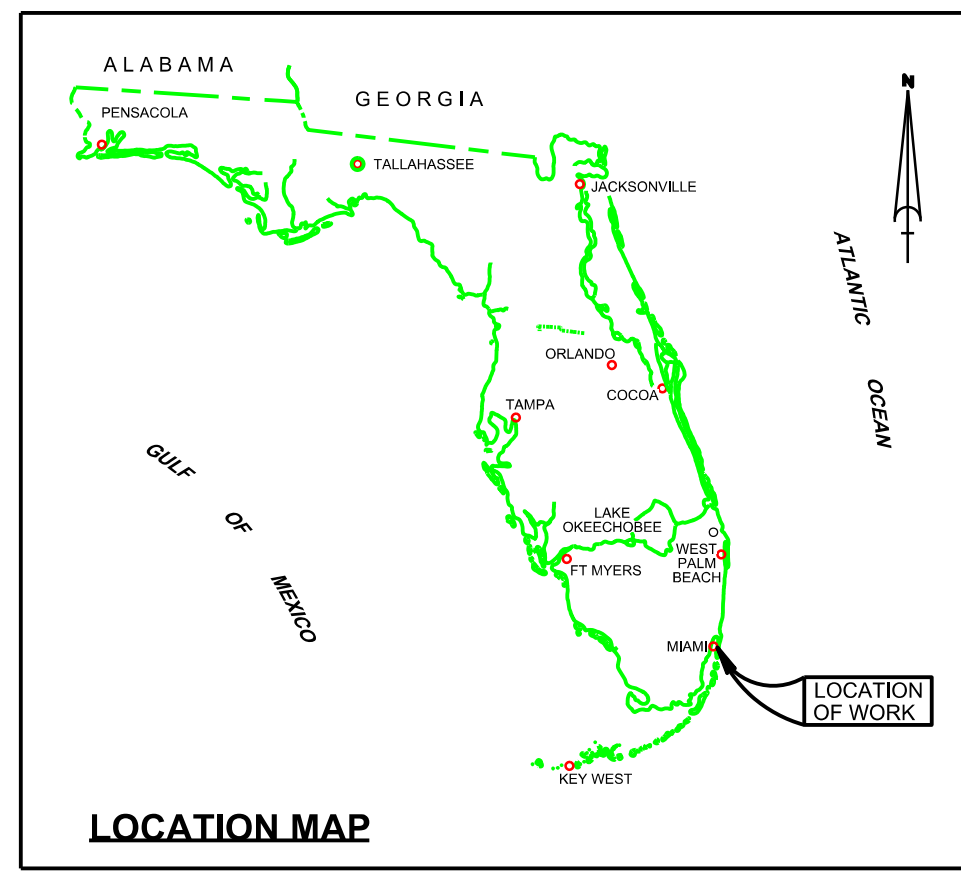 ALABAMA
GEORGIA
N
PENSACOLA
TALLAHASSEE
JACKSONVILLE
ATLANTIC
OCEAN
ORLANDO
COCOA
TAMPA
GULF
OF
MEXICO
LAKE
OKEECHOBEE
WEST
PALM
BEACH
FT MYERS
MIAMI
LOCATION
OF WORK
KEY WEST
LOCATION MAP